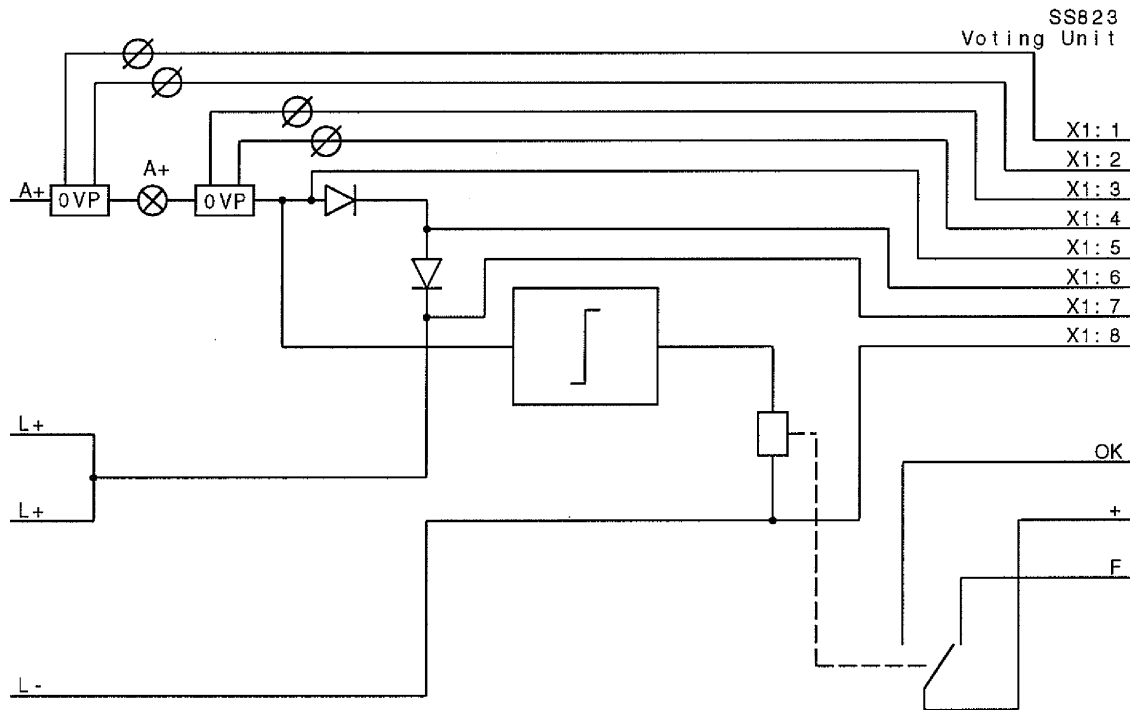 SS823
Voting Unit
X1:1
X1:2
A+
A+
OVP
OVP
X1:3
X1:4
X1:5
X1:6
X1:7
X1:8
L+
OK
L+
+
F
L-